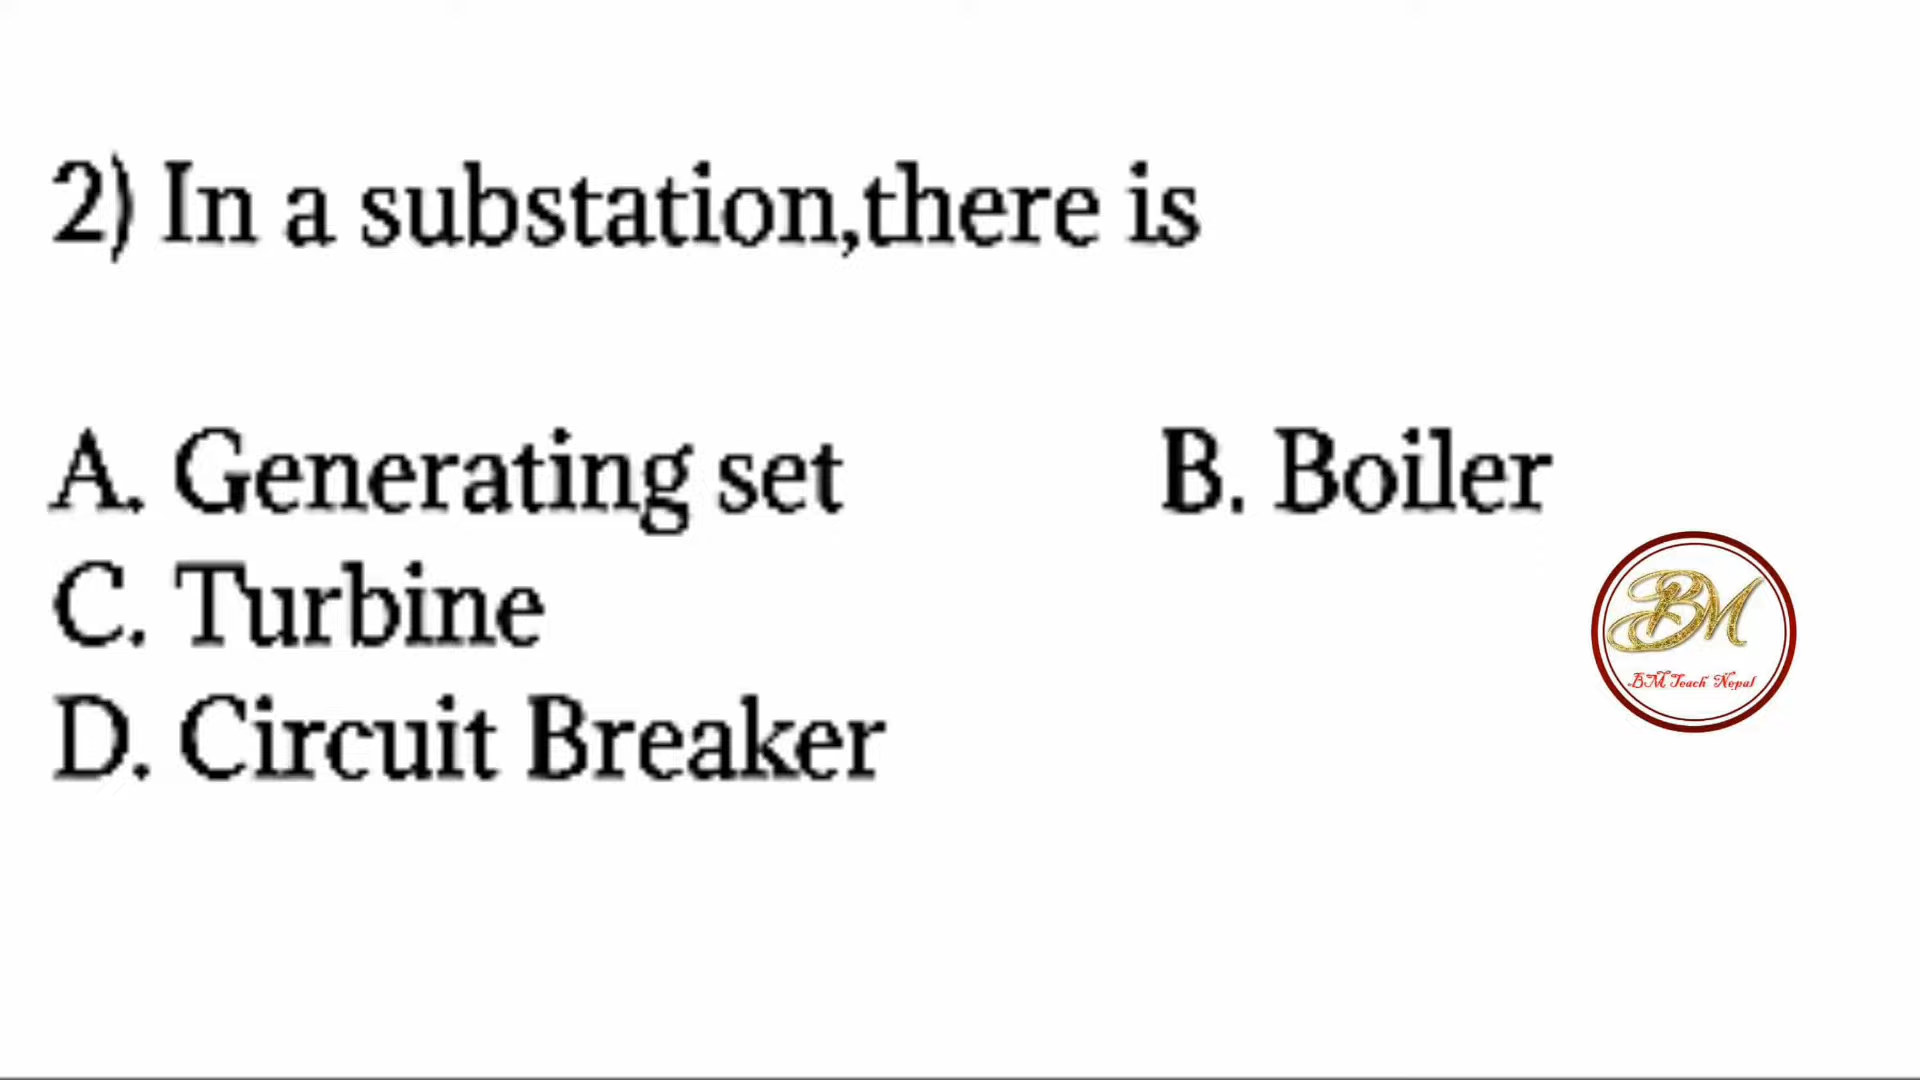 2) In a substation,there is
A. Generating set B. Boiler
C. Turbine
D. Circuit Breaker
BM
BM Teach Nepal